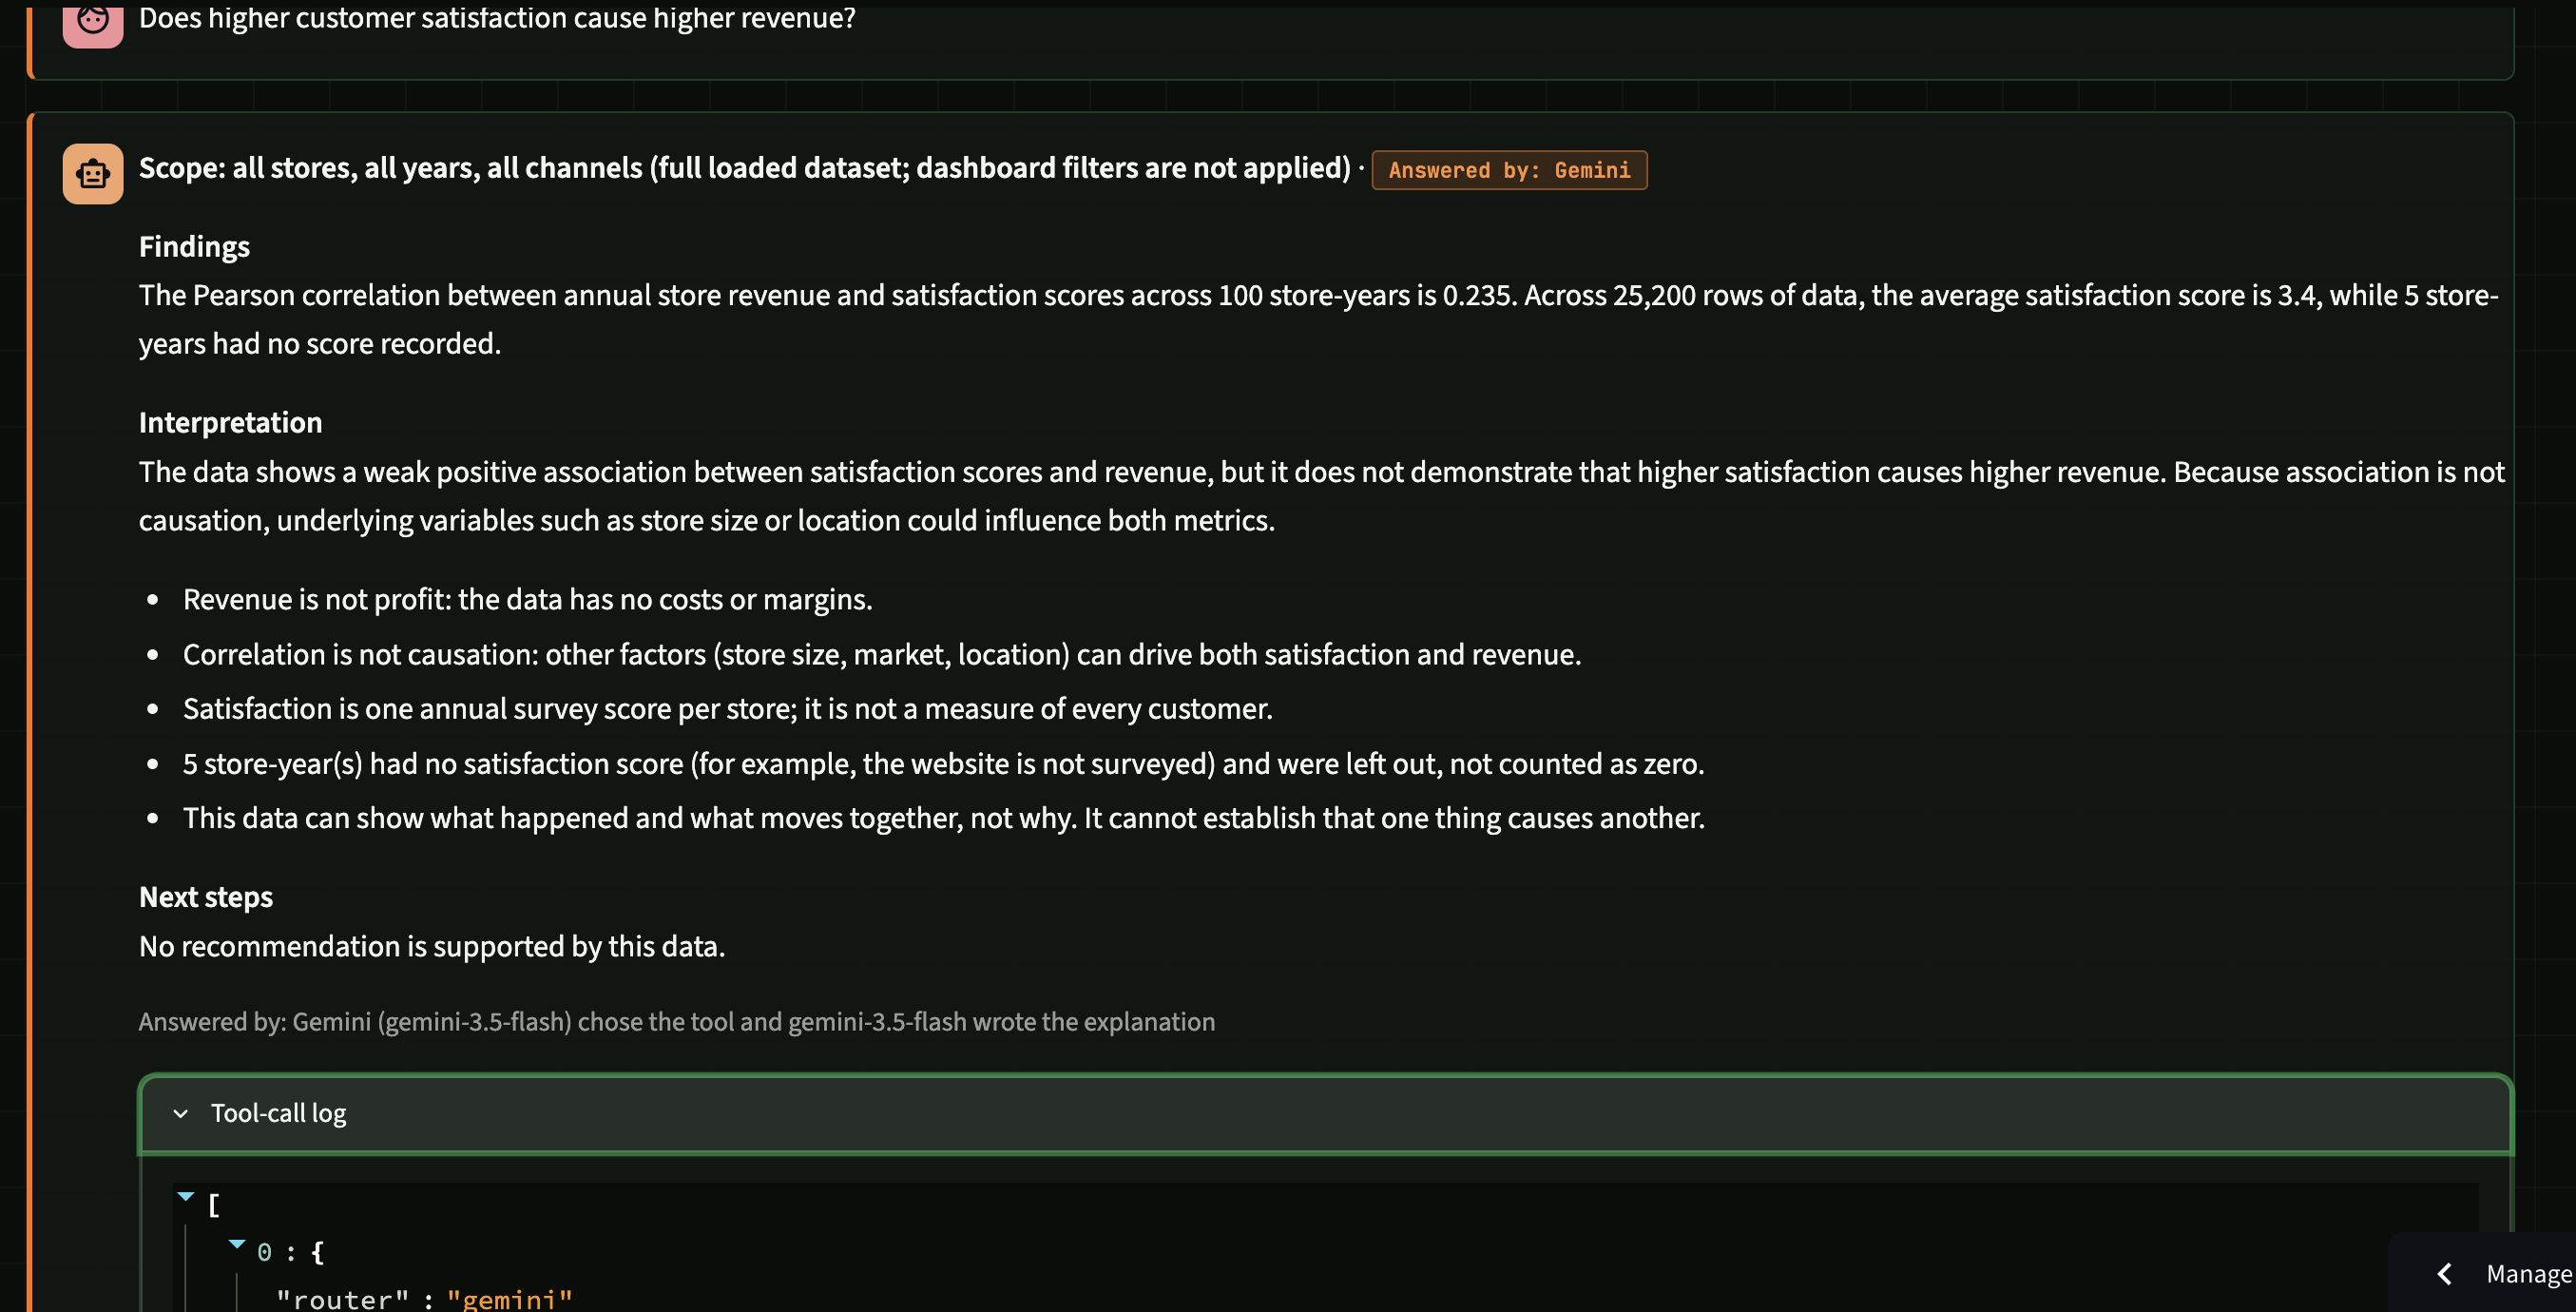 Does higher customer satisfaction cause higher revenue?
Scope: all stores, all years, all channels (full loaded dataset; dashboard filters are not applied) · Answered by: Gemini
Findings
The Pearson correlation between annual store revenue and satisfaction scores across 100 store-years is 0.235. Across 25,200 rows of data, the average satisfaction score is 3.4, while 5 store-
years had no score recorded.
Interpretation
The data shows a weak positive association between satisfaction scores and revenue, but it does not demonstrate that higher satisfaction causes higher revenue. Because association is not
causation, underlying variables such as store size or location could influence both metrics.
• Revenue is not profit: the data has no costs or margins.
• Correlation is not causation: other factors (store size, market, location) can drive both satisfaction and revenue.
• Satisfaction is one annual survey score per store; it is not a measure of every customer.
• 5 store-year(s) had no satisfaction score (for example, the website is not surveyed) and were left out, not counted as zero.
• This data can show what happened and what moves together, not why. It cannot establish that one thing causes another.
Next steps
No recommendation is supported by this data.
Answered by: Gemini (gemini-3.5-flash) chose the tool and gemini-3.5-flash wrote the explanation
Tool-call log
[
0 : {
"router" : "gemini"
Manage